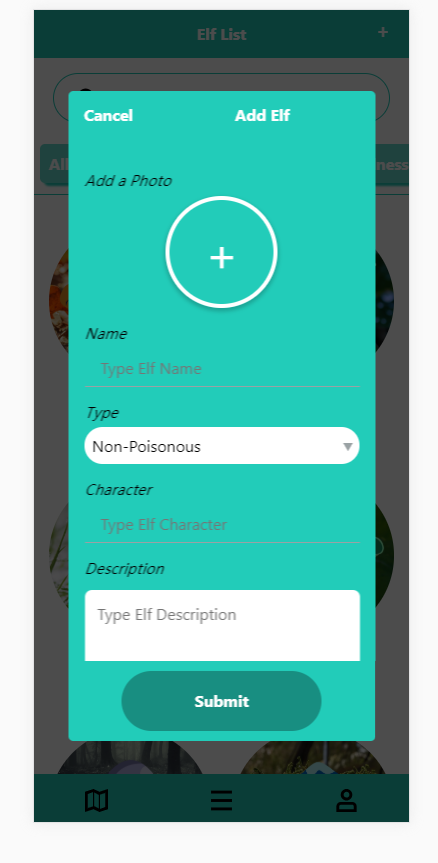 Elf List +
Cancel Add Elf
All
ness
Add a Photo
+
Name
Type Elf Name
Type
Non-Poisonous
Character
Type Elf Character
Description
Type Elf Description
Submit